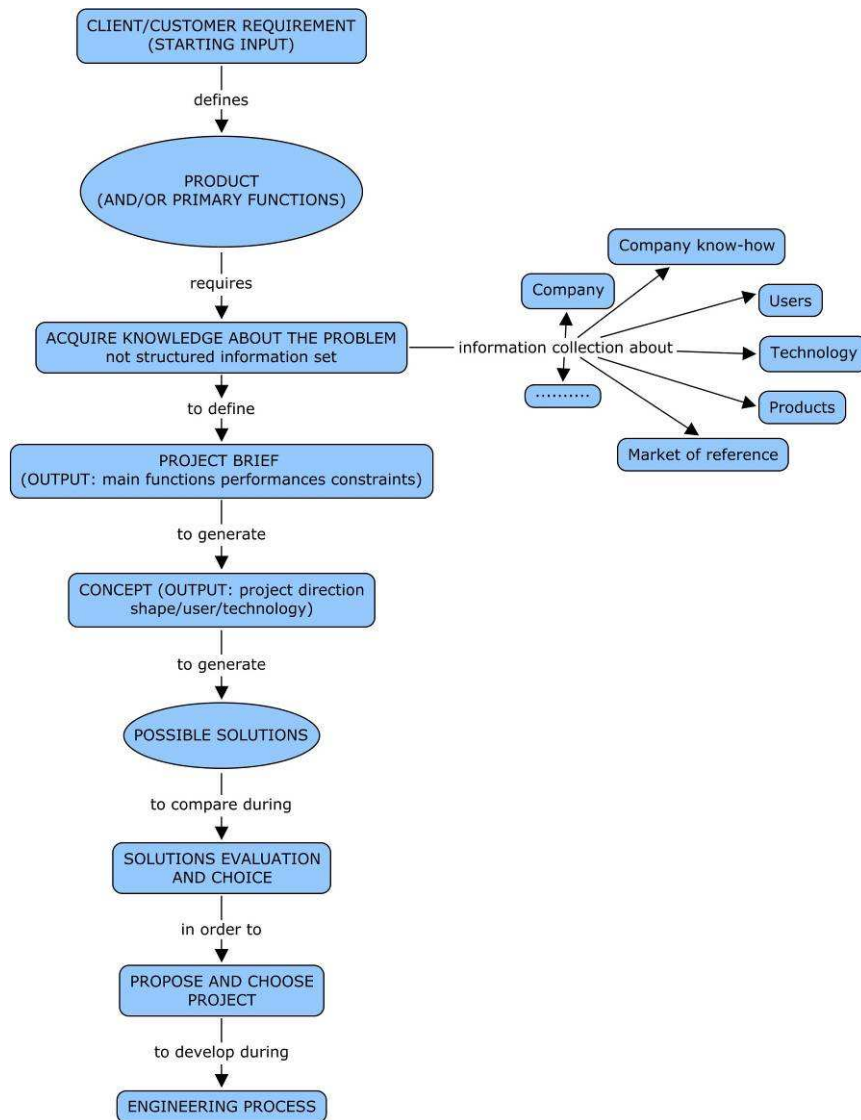 CLIENT/CUSTOMER REQUIREMENT
(STARTING INPUT)
defines
PRODUCT
(AND/OR PRIMARY FUNCTIONS)
requires
ACQUIRE KNOWLEDGE ABOUT THE PROBLEM
not structured information set
information collection about
Company know-how
Company
Users
Technology
..........
Products
Market of reference
to define
PROJECT BRIEF
(OUTPUT: main functions performances constraints)
to generate
CONCEPT (OUTPUT: project direction
shape/user/technology)
to generate
POSSIBLE SOLUTIONS
to compare during
SOLUTIONS EVALUATION
AND CHOICE
in order to
PROPOSE AND CHOOSE
PROJECT
to develop during
ENGINEERING PROCESS